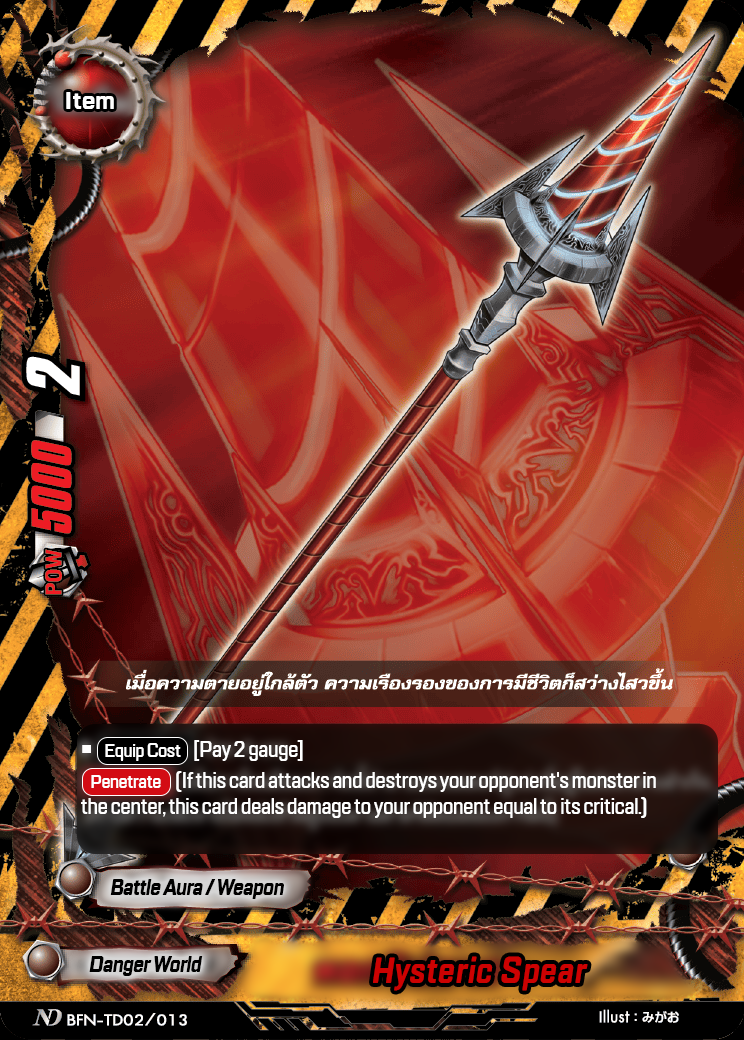 Item
2
5000
POW
เมื่อความตายอยู่ใกล้ตัว ความเรืองรองของการมีชีวิตก็สว่างไสวขึ้น
■ Equip Cost [Pay 2 gauge]
Penetrate (If this card attacks and destroys your opponent's monster in
the center, this card deals damage to your opponent equal to its critical.)
Battle Aura / Weapon
Danger World
Hysteric Spear
ND BFN-TD02/013
Illust : みがお